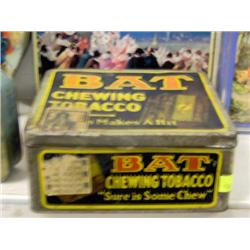 BAT
CHEWING
TOBACCO
Makes A Hit
BAT
CHEWING TOBACCO
"Sure is Some Chew"